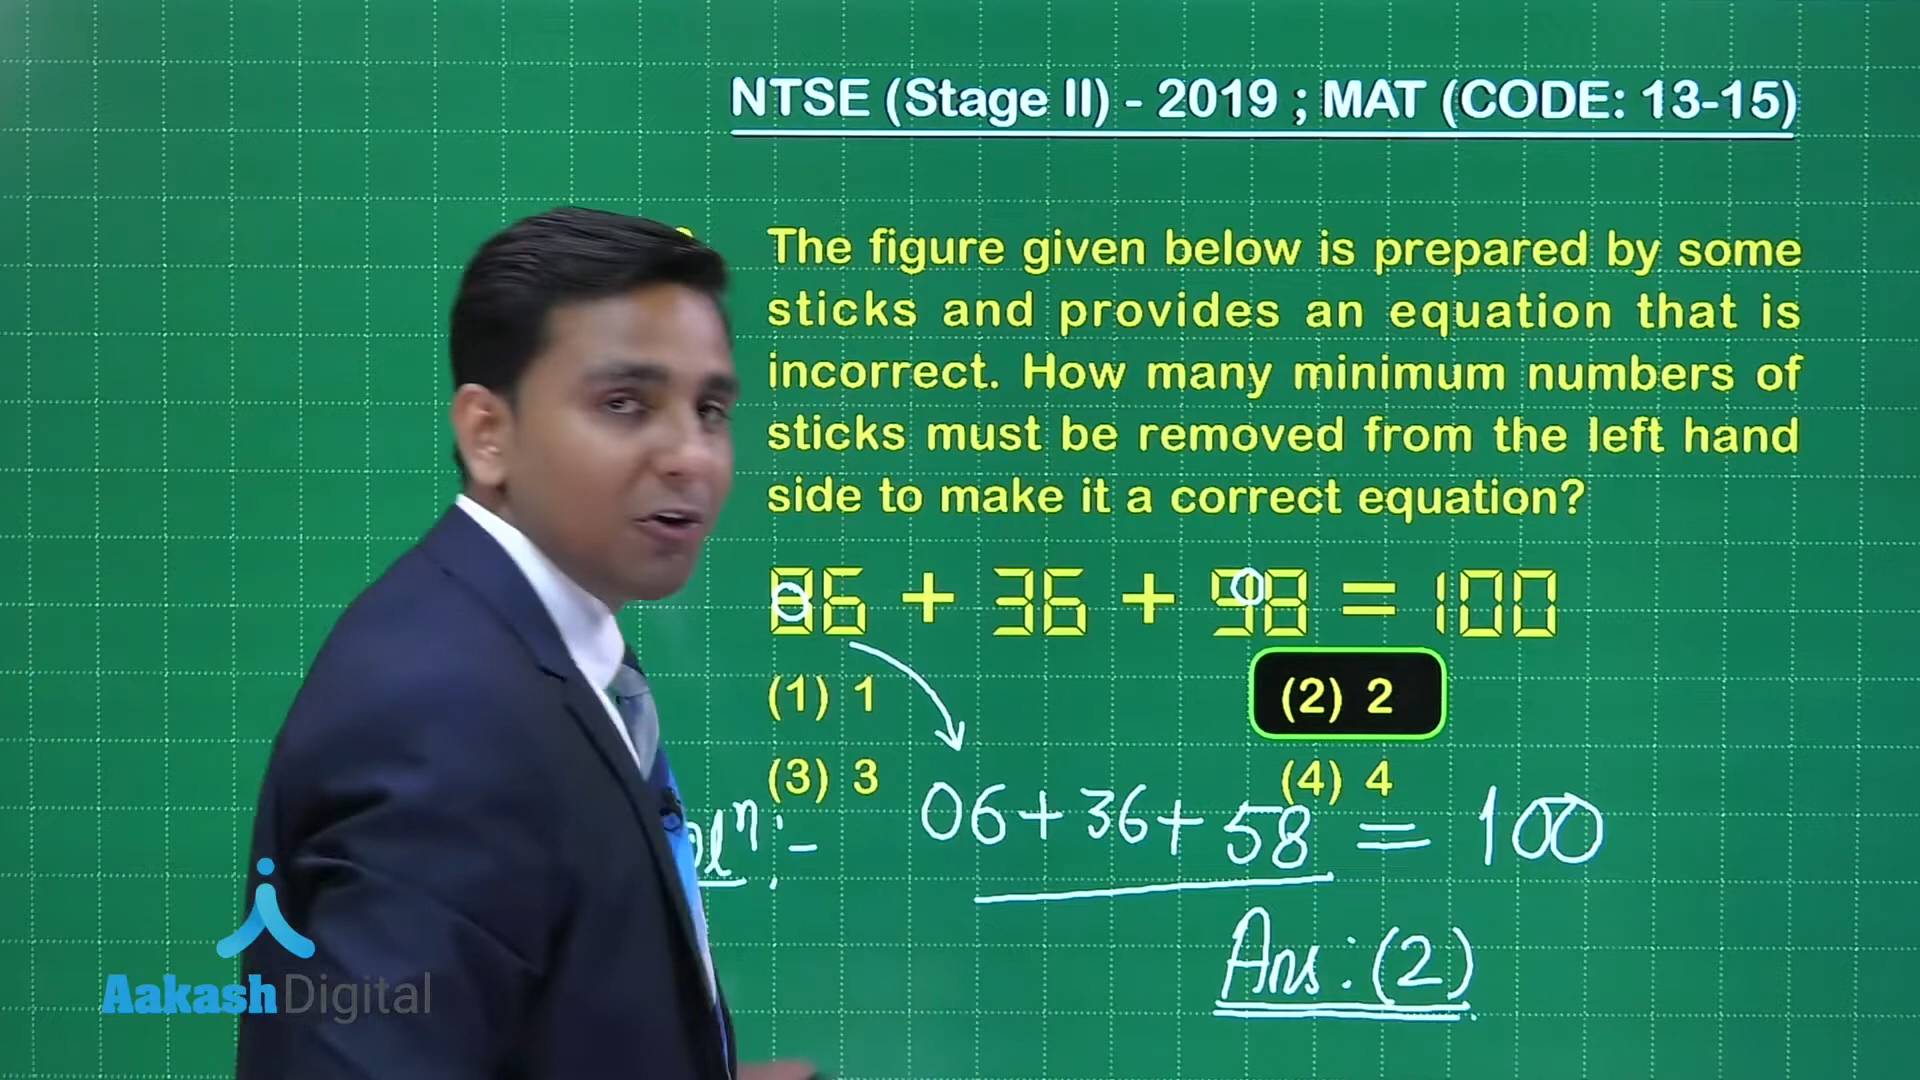 NTSE (Stage II) - 2019 ; MAT (CODE: 13-15)
The figure given below is prepared by some
sticks and provides an equation that is
incorrect. How many minimum numbers of
sticks must be removed from the left hand
side to make it a correct equation?
86 + 36 + 98 = 100
(1) 1
(2) 2
(3) 3
(4) 4
06+36+58 = 100
Ans: (2)
Aakash Digital